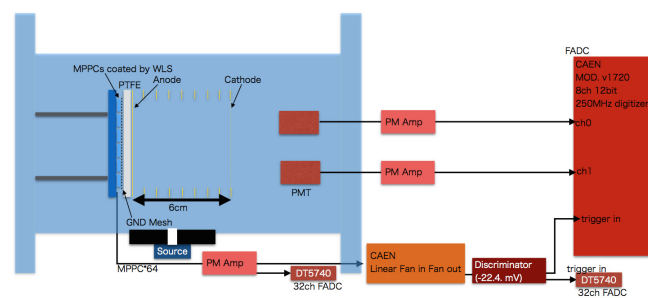 FADC
CAEN
MOD. v1720
8ch 12bit
250MHz digitizer
MPPCs coated by WLS
PTFE
Anode
Cathode
PM Amp
ch0
PM Amp
ch1
PMT
6cm
GND Mesh
trigger in
Source
MPPC*64
PM Amp
DT5740
32ch FADC
CAEN
Linear Fan in Fan out
Discriminator
(-22.4. mV)
trigger in
DT5740
32ch FADC